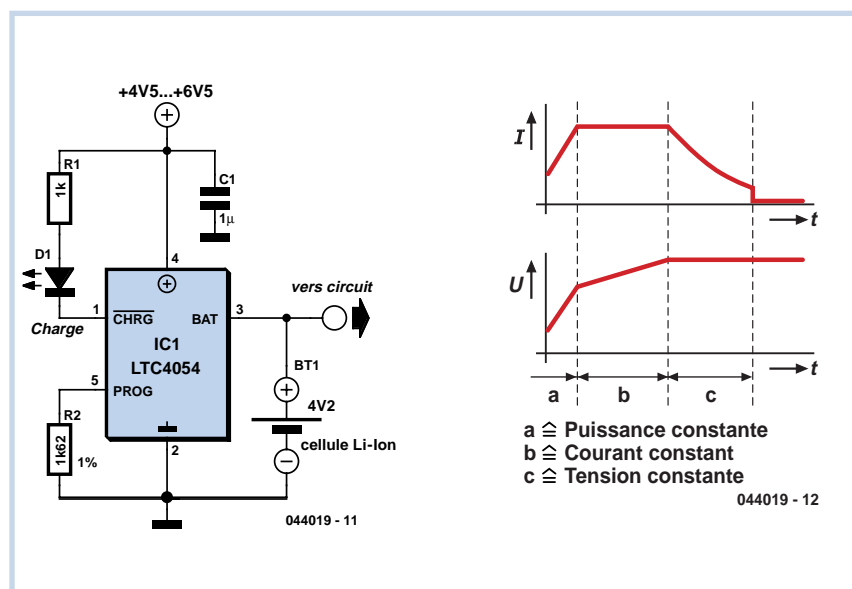 +4V5...+6V5
R1
1k
C1
1µ
D1
4
vers circuit
Charge
1
CHRG
BAT
3
IC1
LTC4054
5
PROG
BT1
4V2
R2
1k62
1%
2
cellule Li-Ion
044019 - 11
I
t
U
t
a b c
a ≙ Puissance constante
b ≙ Courant constant
c ≙ Tension constante
044019 - 12